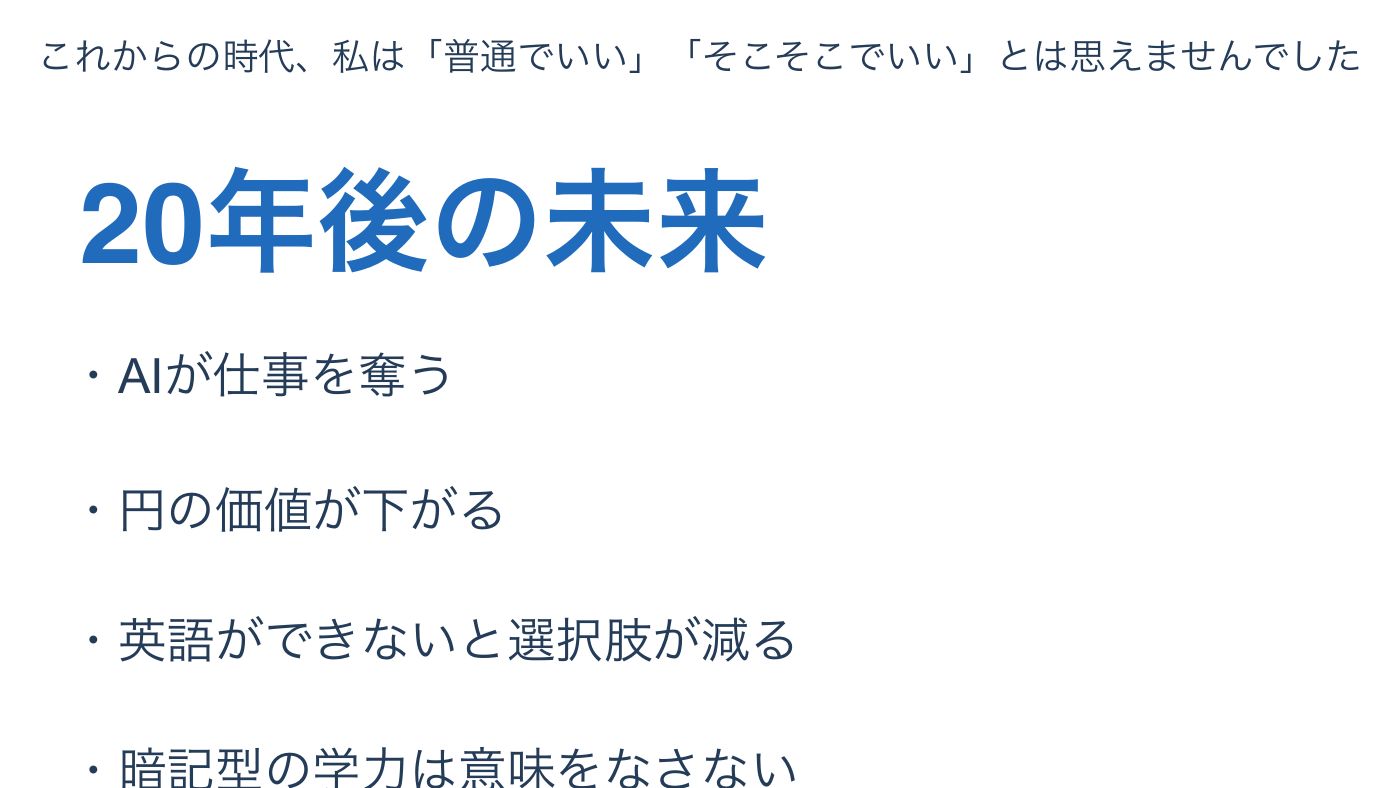 これからの時代、私は「普通でいい」「そこそこでいい」とは思えませんでした
20年後の未来
・AIが仕事を奪う
・円の価値が下がる
・英語ができないと選択肢が減る
・暗記型の学力は意味をなさない